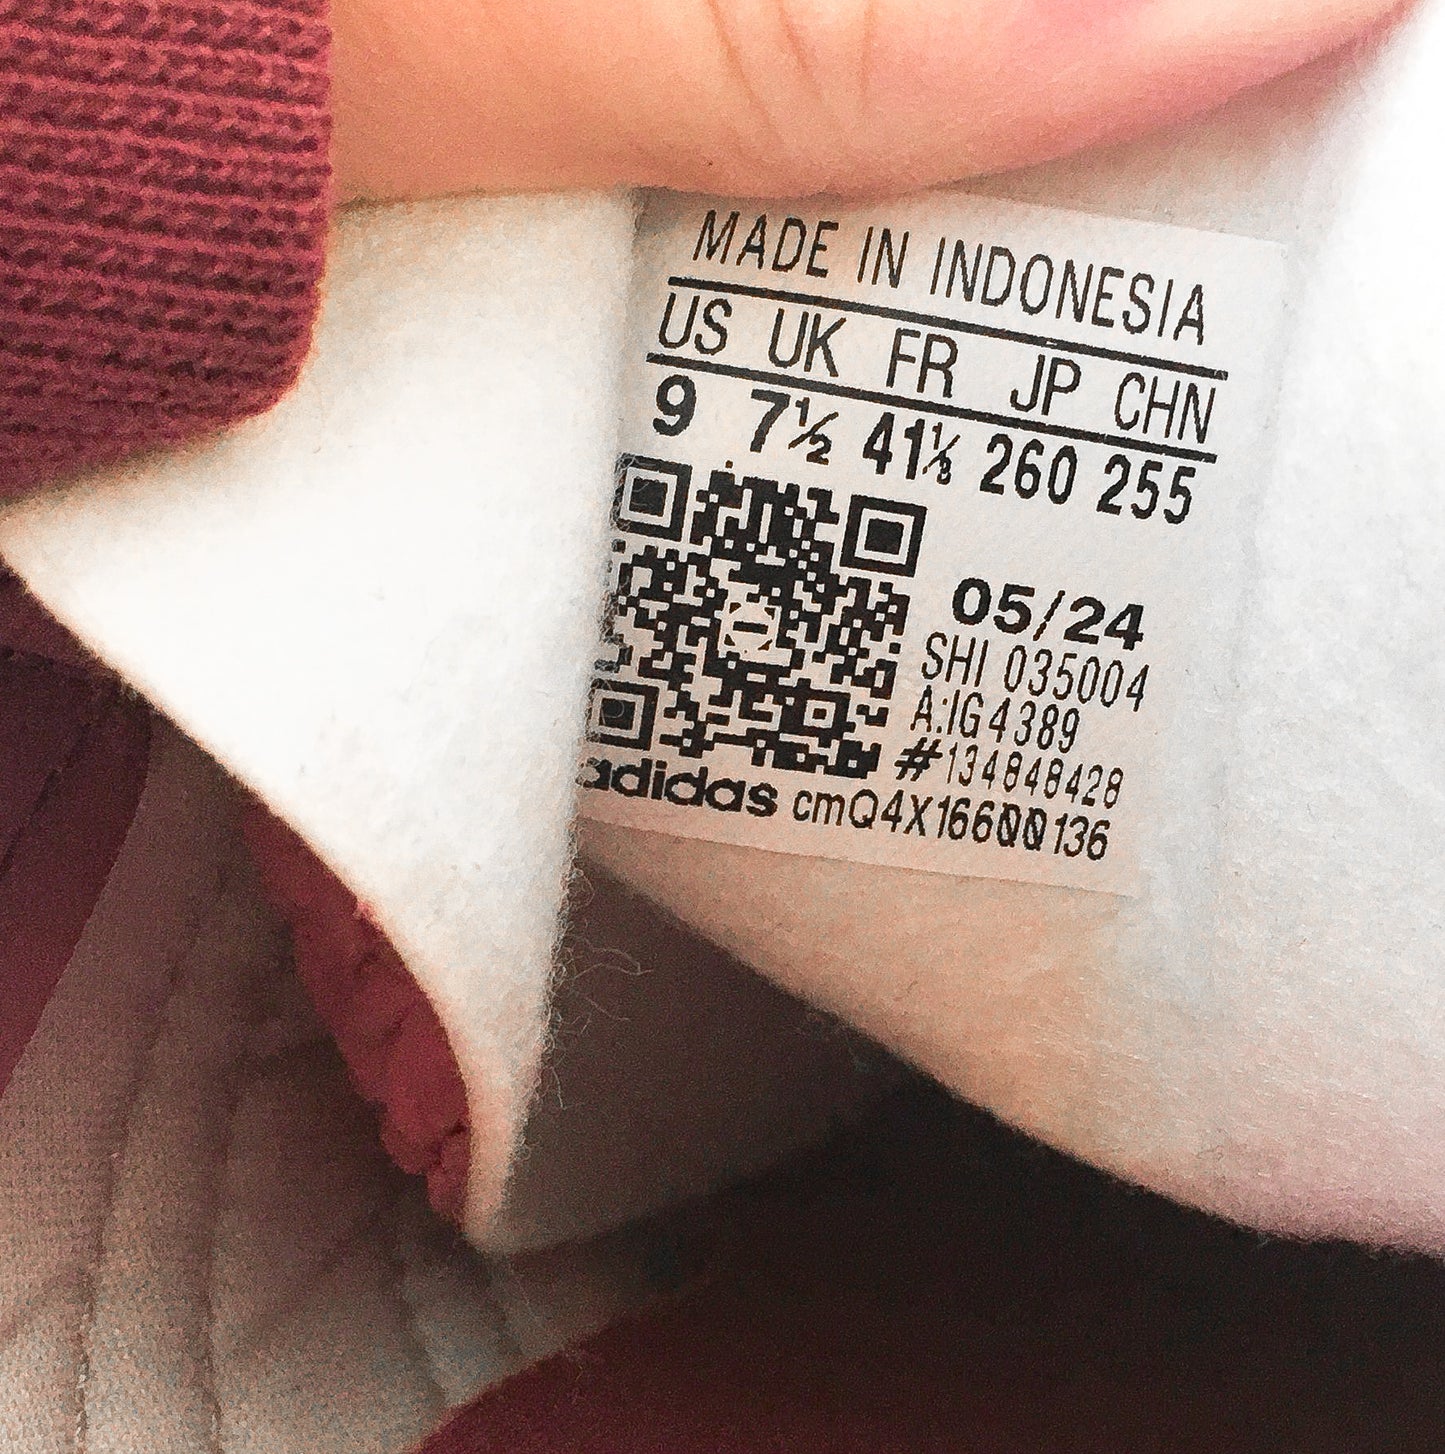 MADE IN INDONESIA
US UK FR JP CHN
9 7½ 41⅓ 260 255
05/24
SHI 035004
A:IG4389
#134848428
adidas cmQ4X16600136